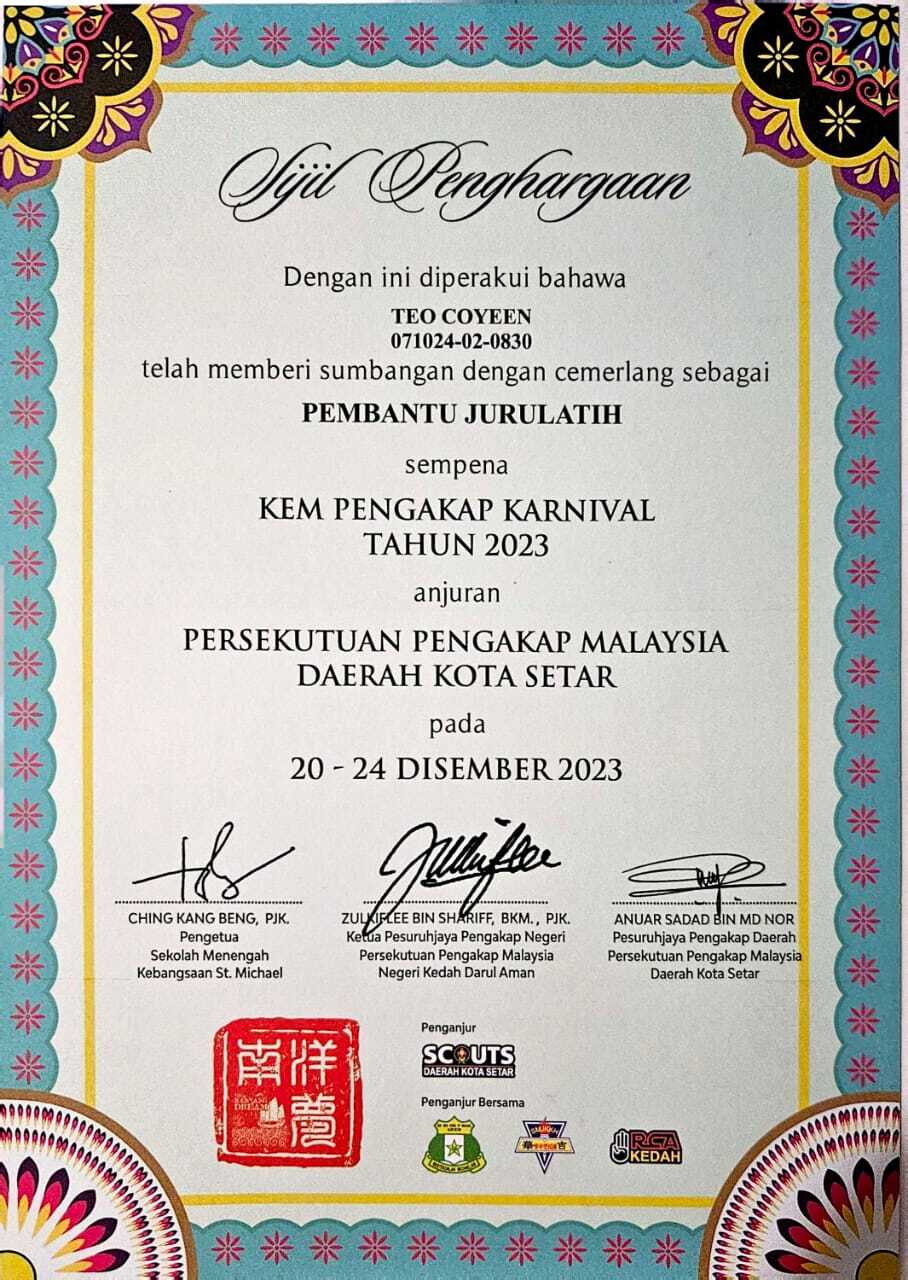 Sijil Penghargaan
Dengan ini diperakui bahawa
TEO COYEEN
071024-02-0830
telah memberi sumbangan dengan cemerlang sebagai
PEMBANTU JURULATIH
sempena
KEM PENGAKAP KARNIVAL
TAHUN 2023
anjuran
PERSEKUTUAN PENGAKAP MALAYSIA
DAERAH KOTA SETAR
pada
20 - 24 DISEMBER 2023
CHING KANG BENG, PJK.
Pengetua
Sekolah Menengah
Kebangsaan St. Michael
ZULKIFLEE BIN SHARIFF, BKM., PJK.
Ketua Pesuruhjaya Pengakap Negeri
Persekutuan Pengakap Malaysia
Negeri Kedah Darul Aman
ANUAR SADAD BIN MD NOR
Pesuruhjaya Pengakap Daerah
Persekutuan Pengakap Malaysia
Daerah Kota Setar
南洋
NANYANG
DREAM
夢
Penganjur
SCOUTS
DAERAH KOTA SETAR
Penganjur Bersama
RCA
KEDAH